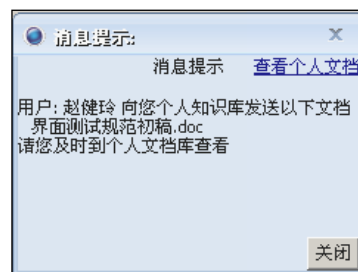 消息提示:
消息提示 查看个人文档
用户: 赵健玲 向您个人知识库发送以下文档
界面测试规范初稿.doc
请您及时到个人文档库查看
关闭